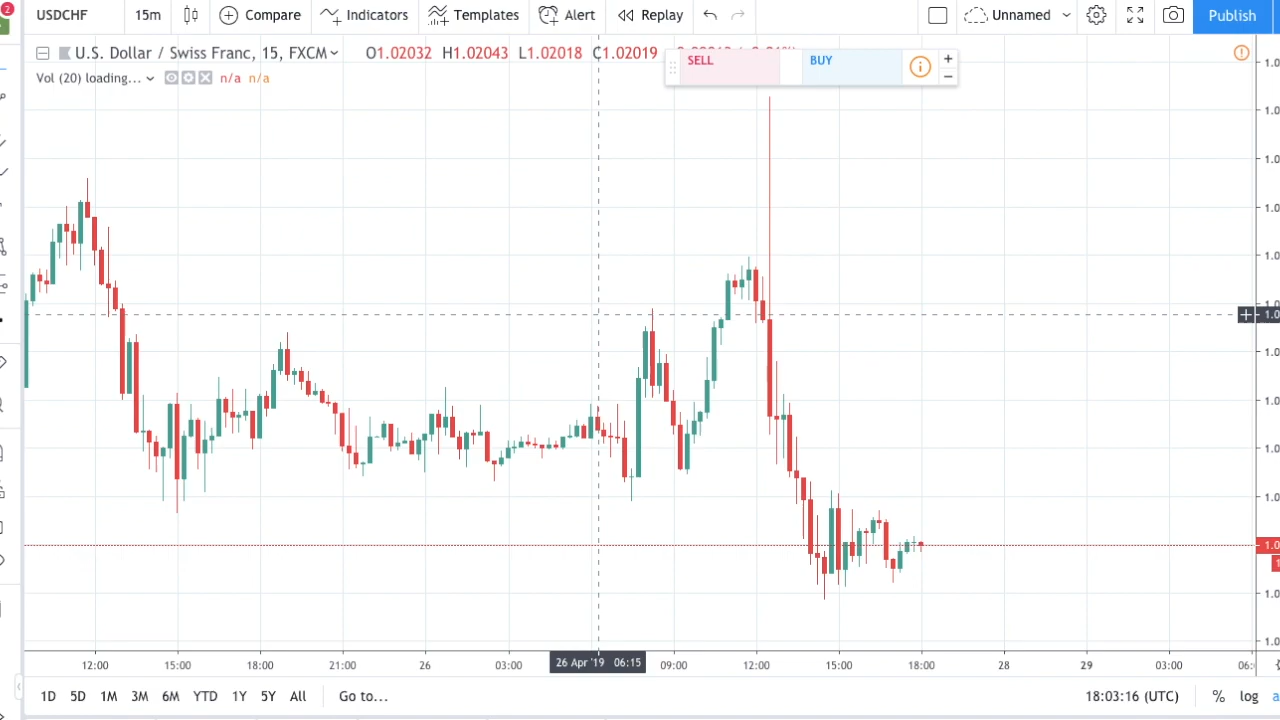 2
USDCHF 15m Compare Indicators Templates Alert Replay Unnamed Publish
U.S. Dollar / Swiss Franc, 15, FXCM O1.02032 H1.02043 L1.02018 C1.02019
SELL BUY
Vol (20) loading... n/a n/a
12:00 15:00 18:00 21:00 26 03:00 26 Apr '19 06:15 09:00 12:00 15:00 18:00 28 29 03:00
1D 5D 1M 3M 6M YTD 1Y 5Y All Go to... 18:03:16 (UTC) % log